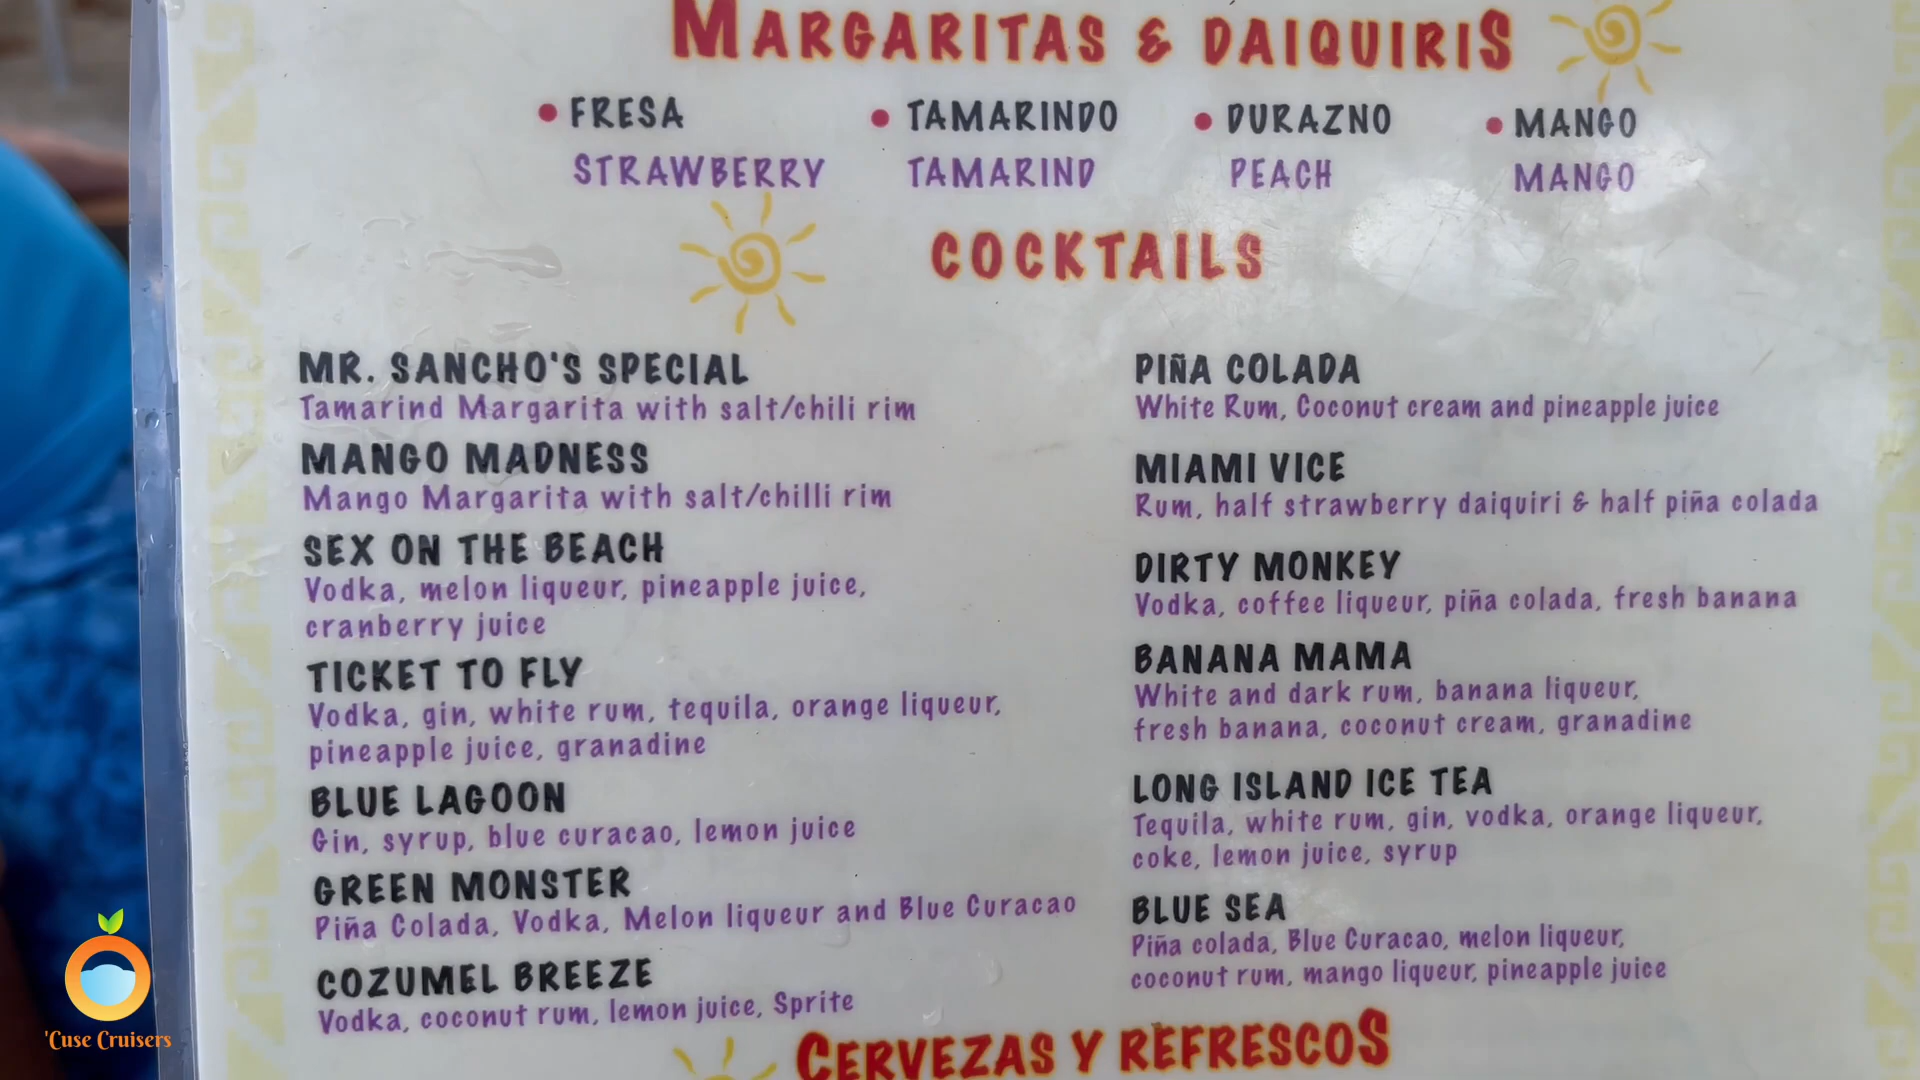 MARGARITAS & DAIQUIRIS
• FRESA • TAMARINDO • DURAZNO • MANGO
STRAWBERRY TAMARIND PEACH MANGO
COCKTAILS
MR. SANCHO'S SPECIAL
Tamarind Margarita with salt/chili rim
MANGO MADNESS
Mango Margarita with salt/chilli rim
SEX ON THE BEACH
Vodka, melon liqueur, pineapple juice,
cranberry juice
TICKET TO FLY
Vodka, gin, white rum, tequila, orange liqueur,
pineapple juice, granadine
BLUE LAGOON
Gin, syrup, blue curacao, lemon juice
GREEN MONSTER
Piña Colada, Vodka, Melon liqueur and Blue Curacao
COZUMEL BREEZE
Vodka, coconut rum, lemon juice, Sprite
PIÑA COLADA
White Rum, Coconut cream and pineapple juice
MIAMI VICE
Rum, half strawberry daiquiri & half piña colada
DIRTY MONKEY
Vodka, coffee liqueur, piña colada, fresh banana
BANANA MAMA
White and dark rum, banana liqueur,
fresh banana, coconut cream, granadine
LONG ISLAND ICE TEA
Tequila, white rum, gin, vodka, orange liqueur,
coke, lemon juice, syrup
BLUE SEA
Piña colada, Blue Curacao, melon liqueur,
coconut rum, mango liqueur, pineapple juice
CERVEZAS Y REFRESCOS
'Cuse Cruisers